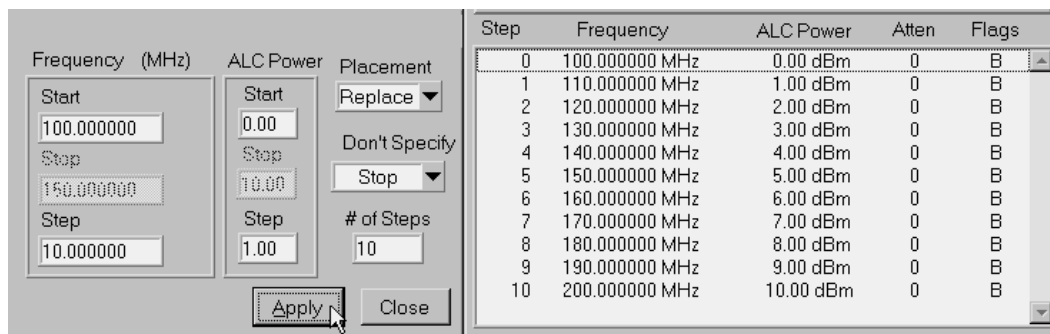 Frequency (MHz)
Start
100.000000
Stop
150.000000
Step
10.000000
ALC Power
Start
0.00
Stop
10.00
Step
1.00
Placement
Replace
Don't Specify
Stop
# of Steps
10
Apply
Close
Step Frequency ALC Power Atten Flags
0 100.000000 MHz 0.00 dBm 0 B
1 110.000000 MHz 1.00 dBm 0 B
2 120.000000 MHz 2.00 dBm 0 B
3 130.000000 MHz 3.00 dBm 0 B
4 140.000000 MHz 4.00 dBm 0 B
5 150.000000 MHz 5.00 dBm 0 B
6 160.000000 MHz 6.00 dBm 0 B
7 170.000000 MHz 7.00 dBm 0 B
8 180.000000 MHz 8.00 dBm 0 B
9 190.000000 MHz 9.00 dBm 0 B
10 200.000000 MHz 10.00 dBm 0 B